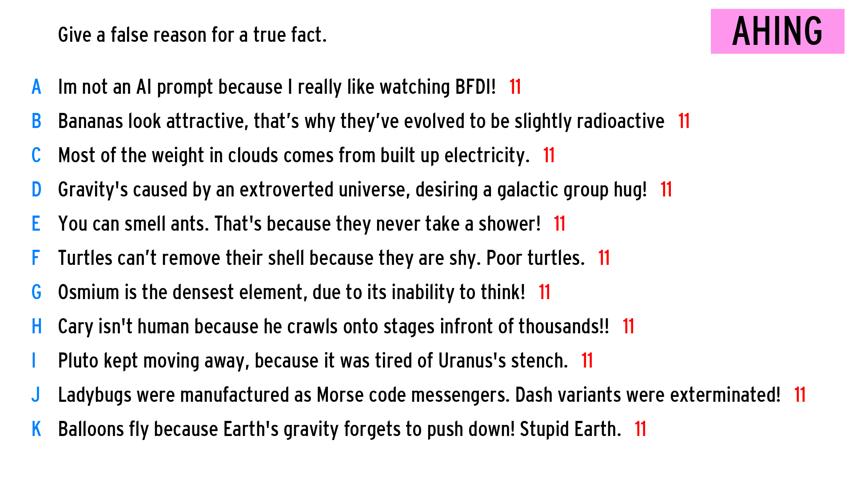 Give a false reason for a true fact.
AHING
A Im not an AI prompt because I really like watching BFDI! 11
B Bananas look attractive, that’s why they’ve evolved to be slightly radioactive 11
C Most of the weight in clouds comes from built up electricity. 11
D Gravity's caused by an extroverted universe, desiring a galactic group hug! 11
E You can smell ants. That's because they never take a shower! 11
F Turtles can’t remove their shell because they are shy. Poor turtles. 11
G Osmium is the densest element, due to its inability to think! 11
H Cary isn't human because he crawls onto stages infront of thousands!! 11
I Pluto kept moving away, because it was tired of Uranus's stench. 11
J Ladybugs were manufactured as Morse code messengers. Dash variants were exterminated! 11
K Balloons fly because Earth's gravity forgets to push down! Stupid Earth. 11